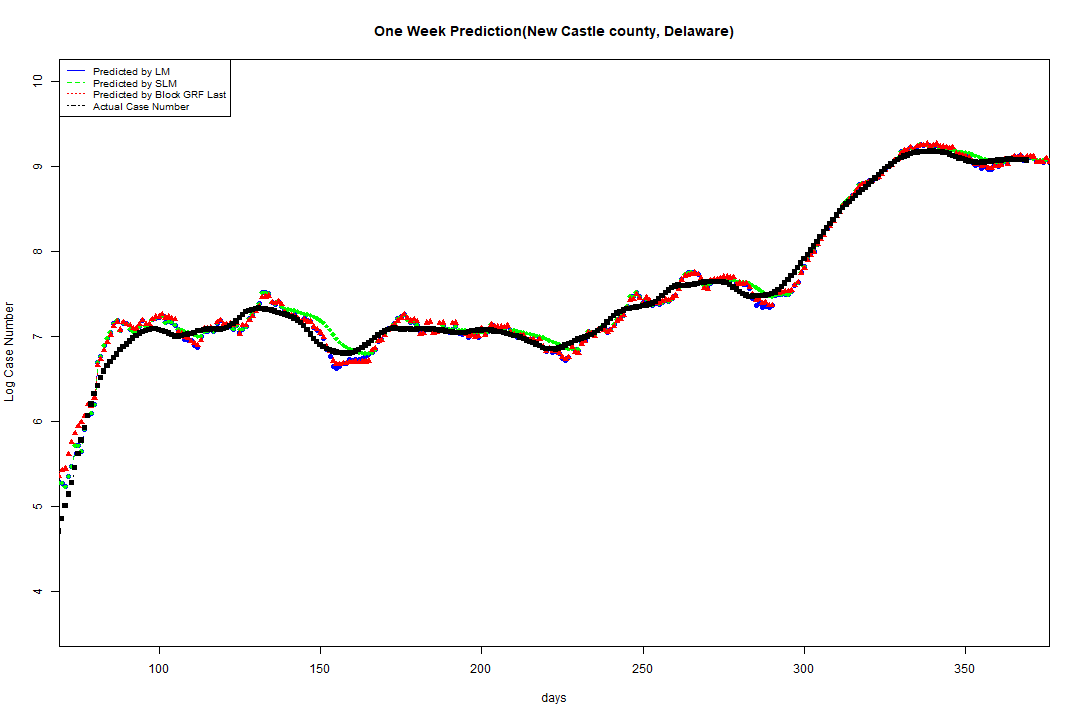 One Week Prediction(New Castle county, Delaware)
Predicted by LM
Predicted by SLM
Predicted by Block GRF Last
Actual Case Number
10
9
8
7
6
5
4
Log Case Number
100 150 200 250 300 350
days